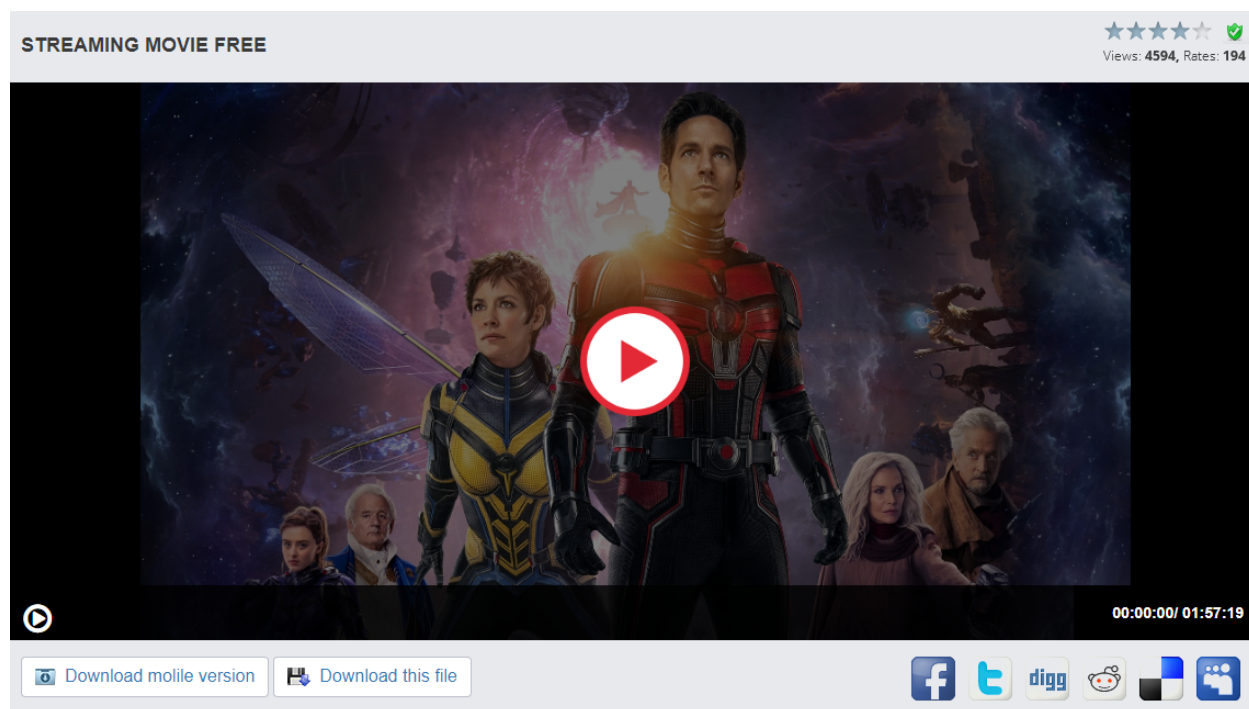 STREAMING MOVIE FREE
Views: 4594, Rates: 194
00:00:00/ 01:57:19
Download molile version
Download this file
digg